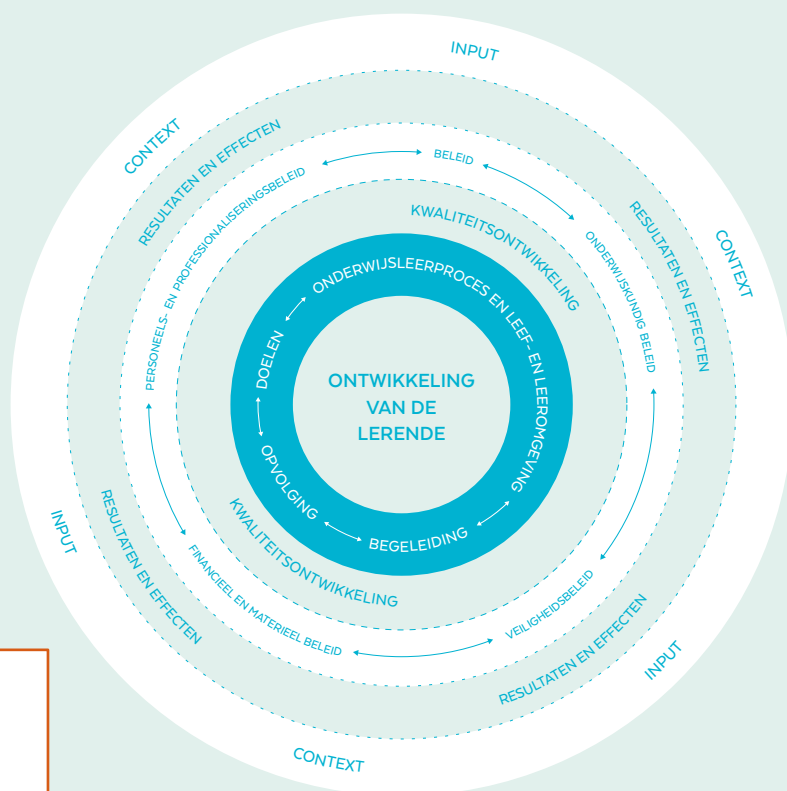 INPUT
CONTEXT
CONTEXT
INPUT
INPUT
CONTEXT
RESULTATEN EN EFFECTEN
RESULTATEN EN EFFECTEN
RESULTATEN EN EFFECTEN
RESULTATEN EN EFFECTEN
BELEID
ONDERWIJSKUNDIG BELEID
VEILIGHEIDSBELEID
FINANCIEEL EN MATERIEEL BELEID
PERSONEELS- EN PROFESSIONALISERINGSBELEID
KWALITEITSONTWIKKELING
KWALITEITSONTWIKKELING
ONDERWIJSLEERPROCES EN LEEF- EN LEEROMGEVING
BEGELEIDING
OPVOLGING
DOELEN
ONTWIKKELING
VAN DE
LERENDE